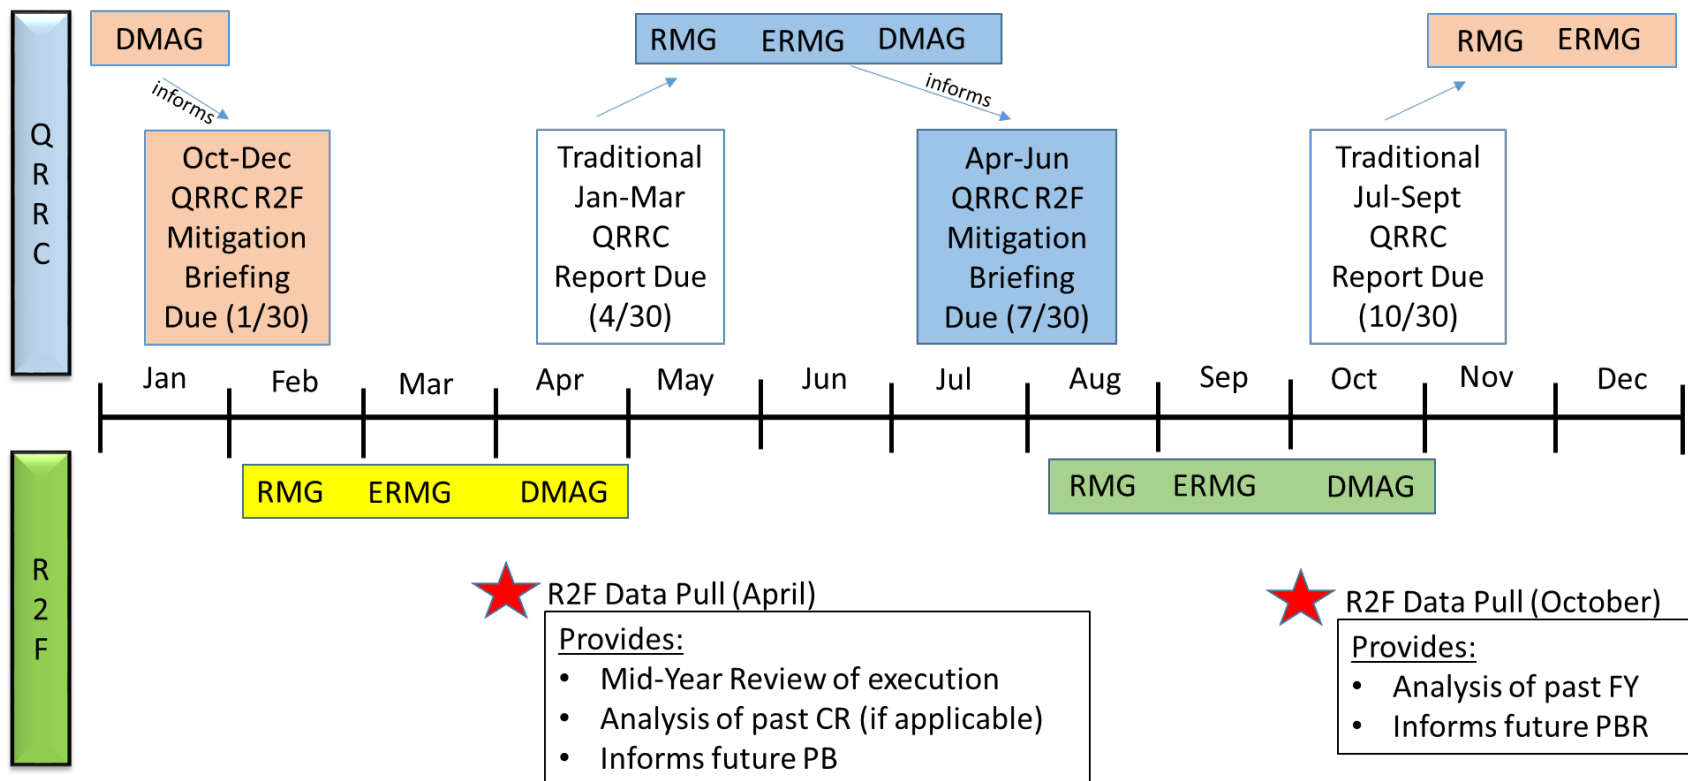 Q
R
R
C
DMAG
informs
Oct-Dec
QRRC R2F
Mitigation
Briefing
Due (1/30)
RMG ERMG DMAG
informs
Traditional
Jan-Mar
QRRC
Report Due
(4/30)
Apr-Jun
QRRC R2F
Mitigation
Briefing
Due (7/30)
RMG ERMG
Traditional
Jul-Sept
QRRC
Report Due
(10/30)
Jan Feb Mar Apr May Jun Jul Aug Sep Oct Nov Dec
R
2
F
RMG ERMG DMAG
RMG ERMG DMAG
R2F Data Pull (April)
Provides:
• Mid-Year Review of execution
• Analysis of past CR (if applicable)
• Informs future PB
R2F Data Pull (October)
Provides:
• Analysis of past FY
• Informs future PBR